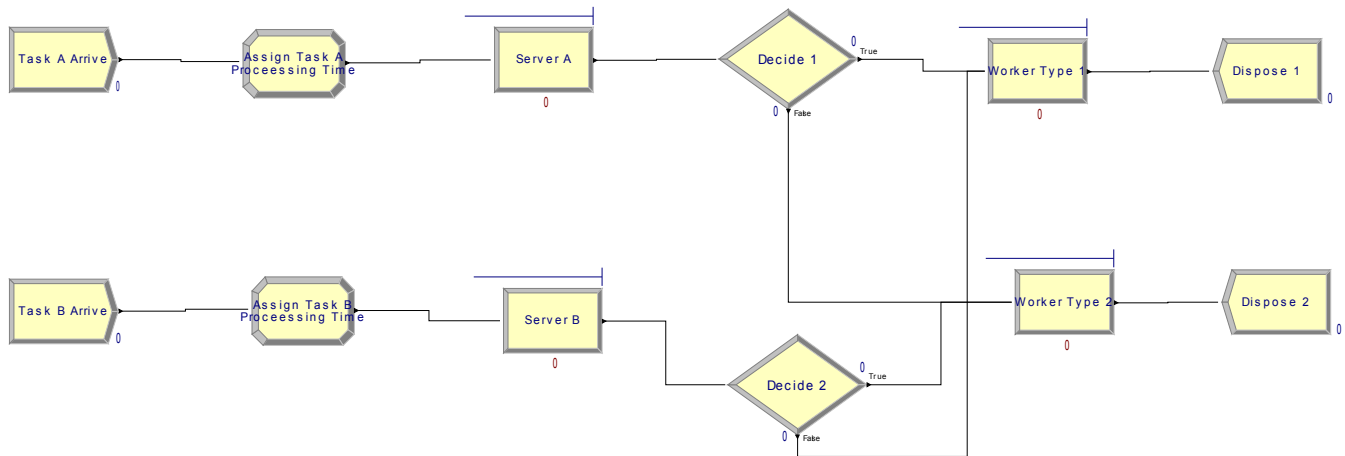 Task A Arrive
0
Assign Task A
Proceessing Time
Server A
0
Decide 1
0
True
0
False
Worker Type 1
0
Dispose 1
0
Task B Arrive
0
Assign Task B
Proceessing Time
Server B
0
Decide 2
0
True
0
False
Worker Type 2
0
Dispose 2
0